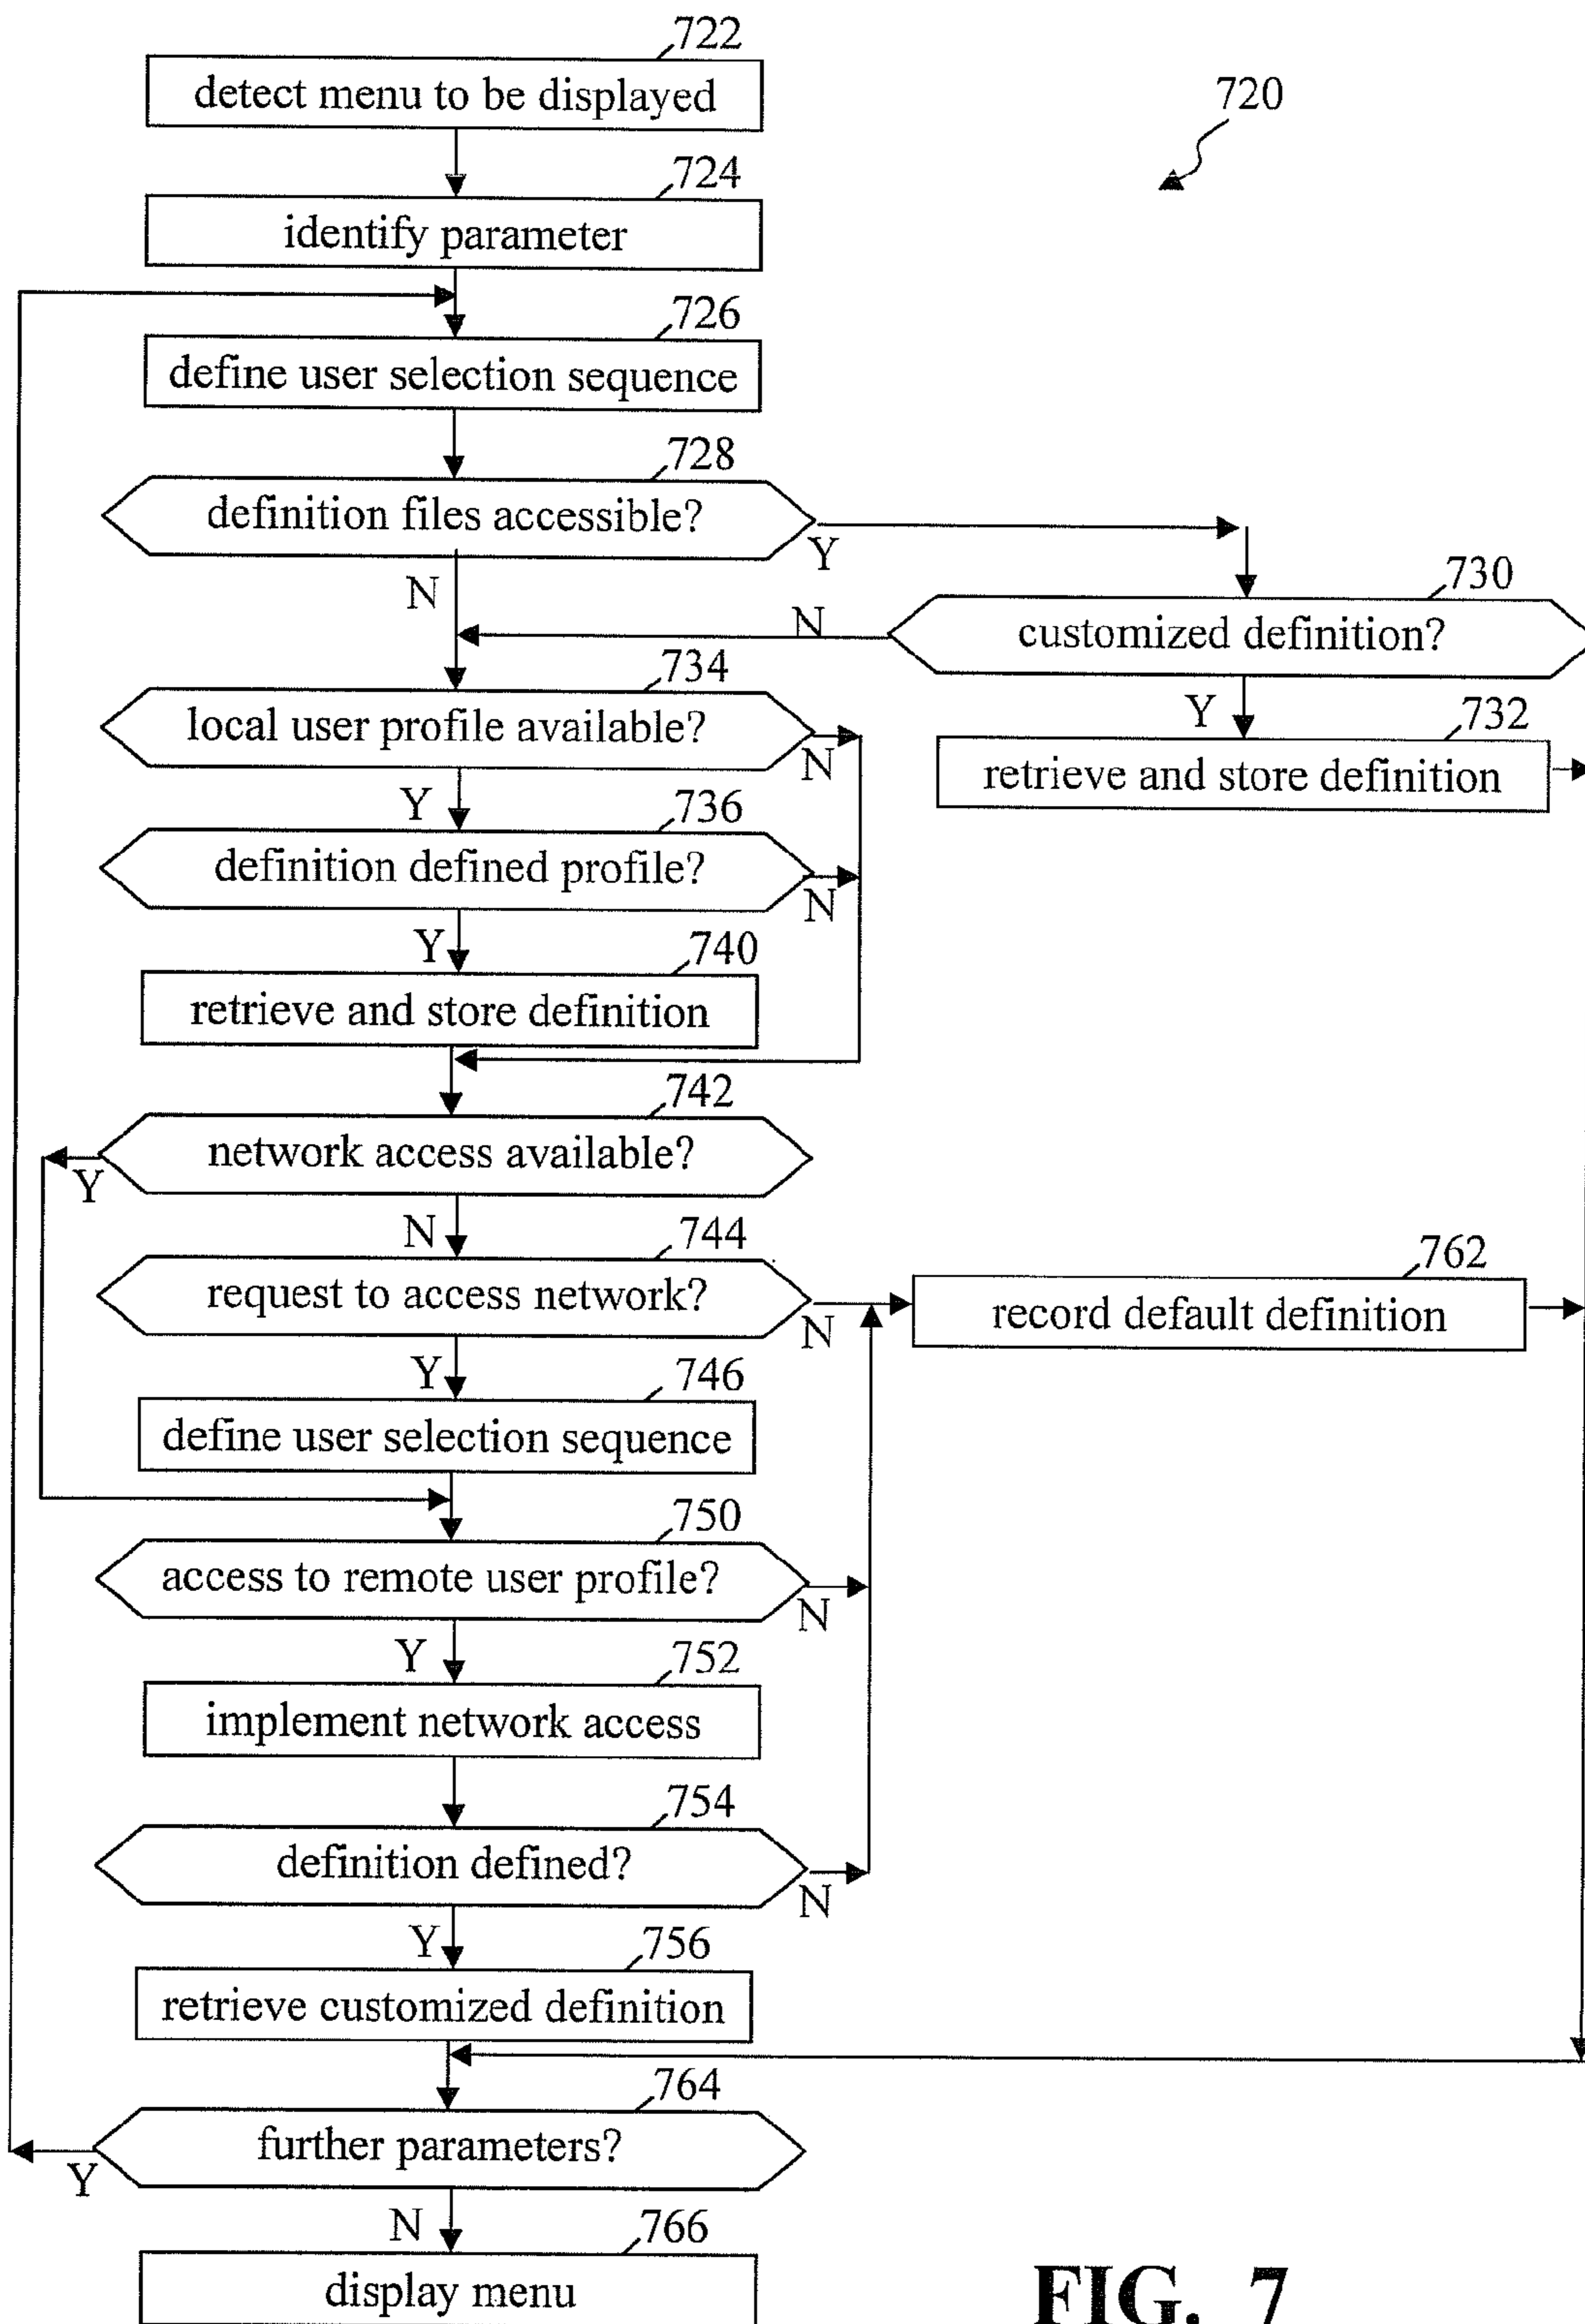 722
detect menu to be displayed
720
724
identify parameter
726
define user selection sequence
728
definition files accessible?
Y
N
730
customized definition?
N
734
local user profile available?
N
Y
732
retrieve and store definition
Y
736
definition defined profile?
N
Y
740
retrieve and store definition
742
network access available?
Y
N
744
request to access network?
N
762
record default definition
Y
746
define user selection sequence
750
access to remote user profile?
N
Y
752
implement network access
754
definition defined?
N
Y
756
retrieve customized definition
764
further parameters?
Y
N
766
display menu
FIG. 7